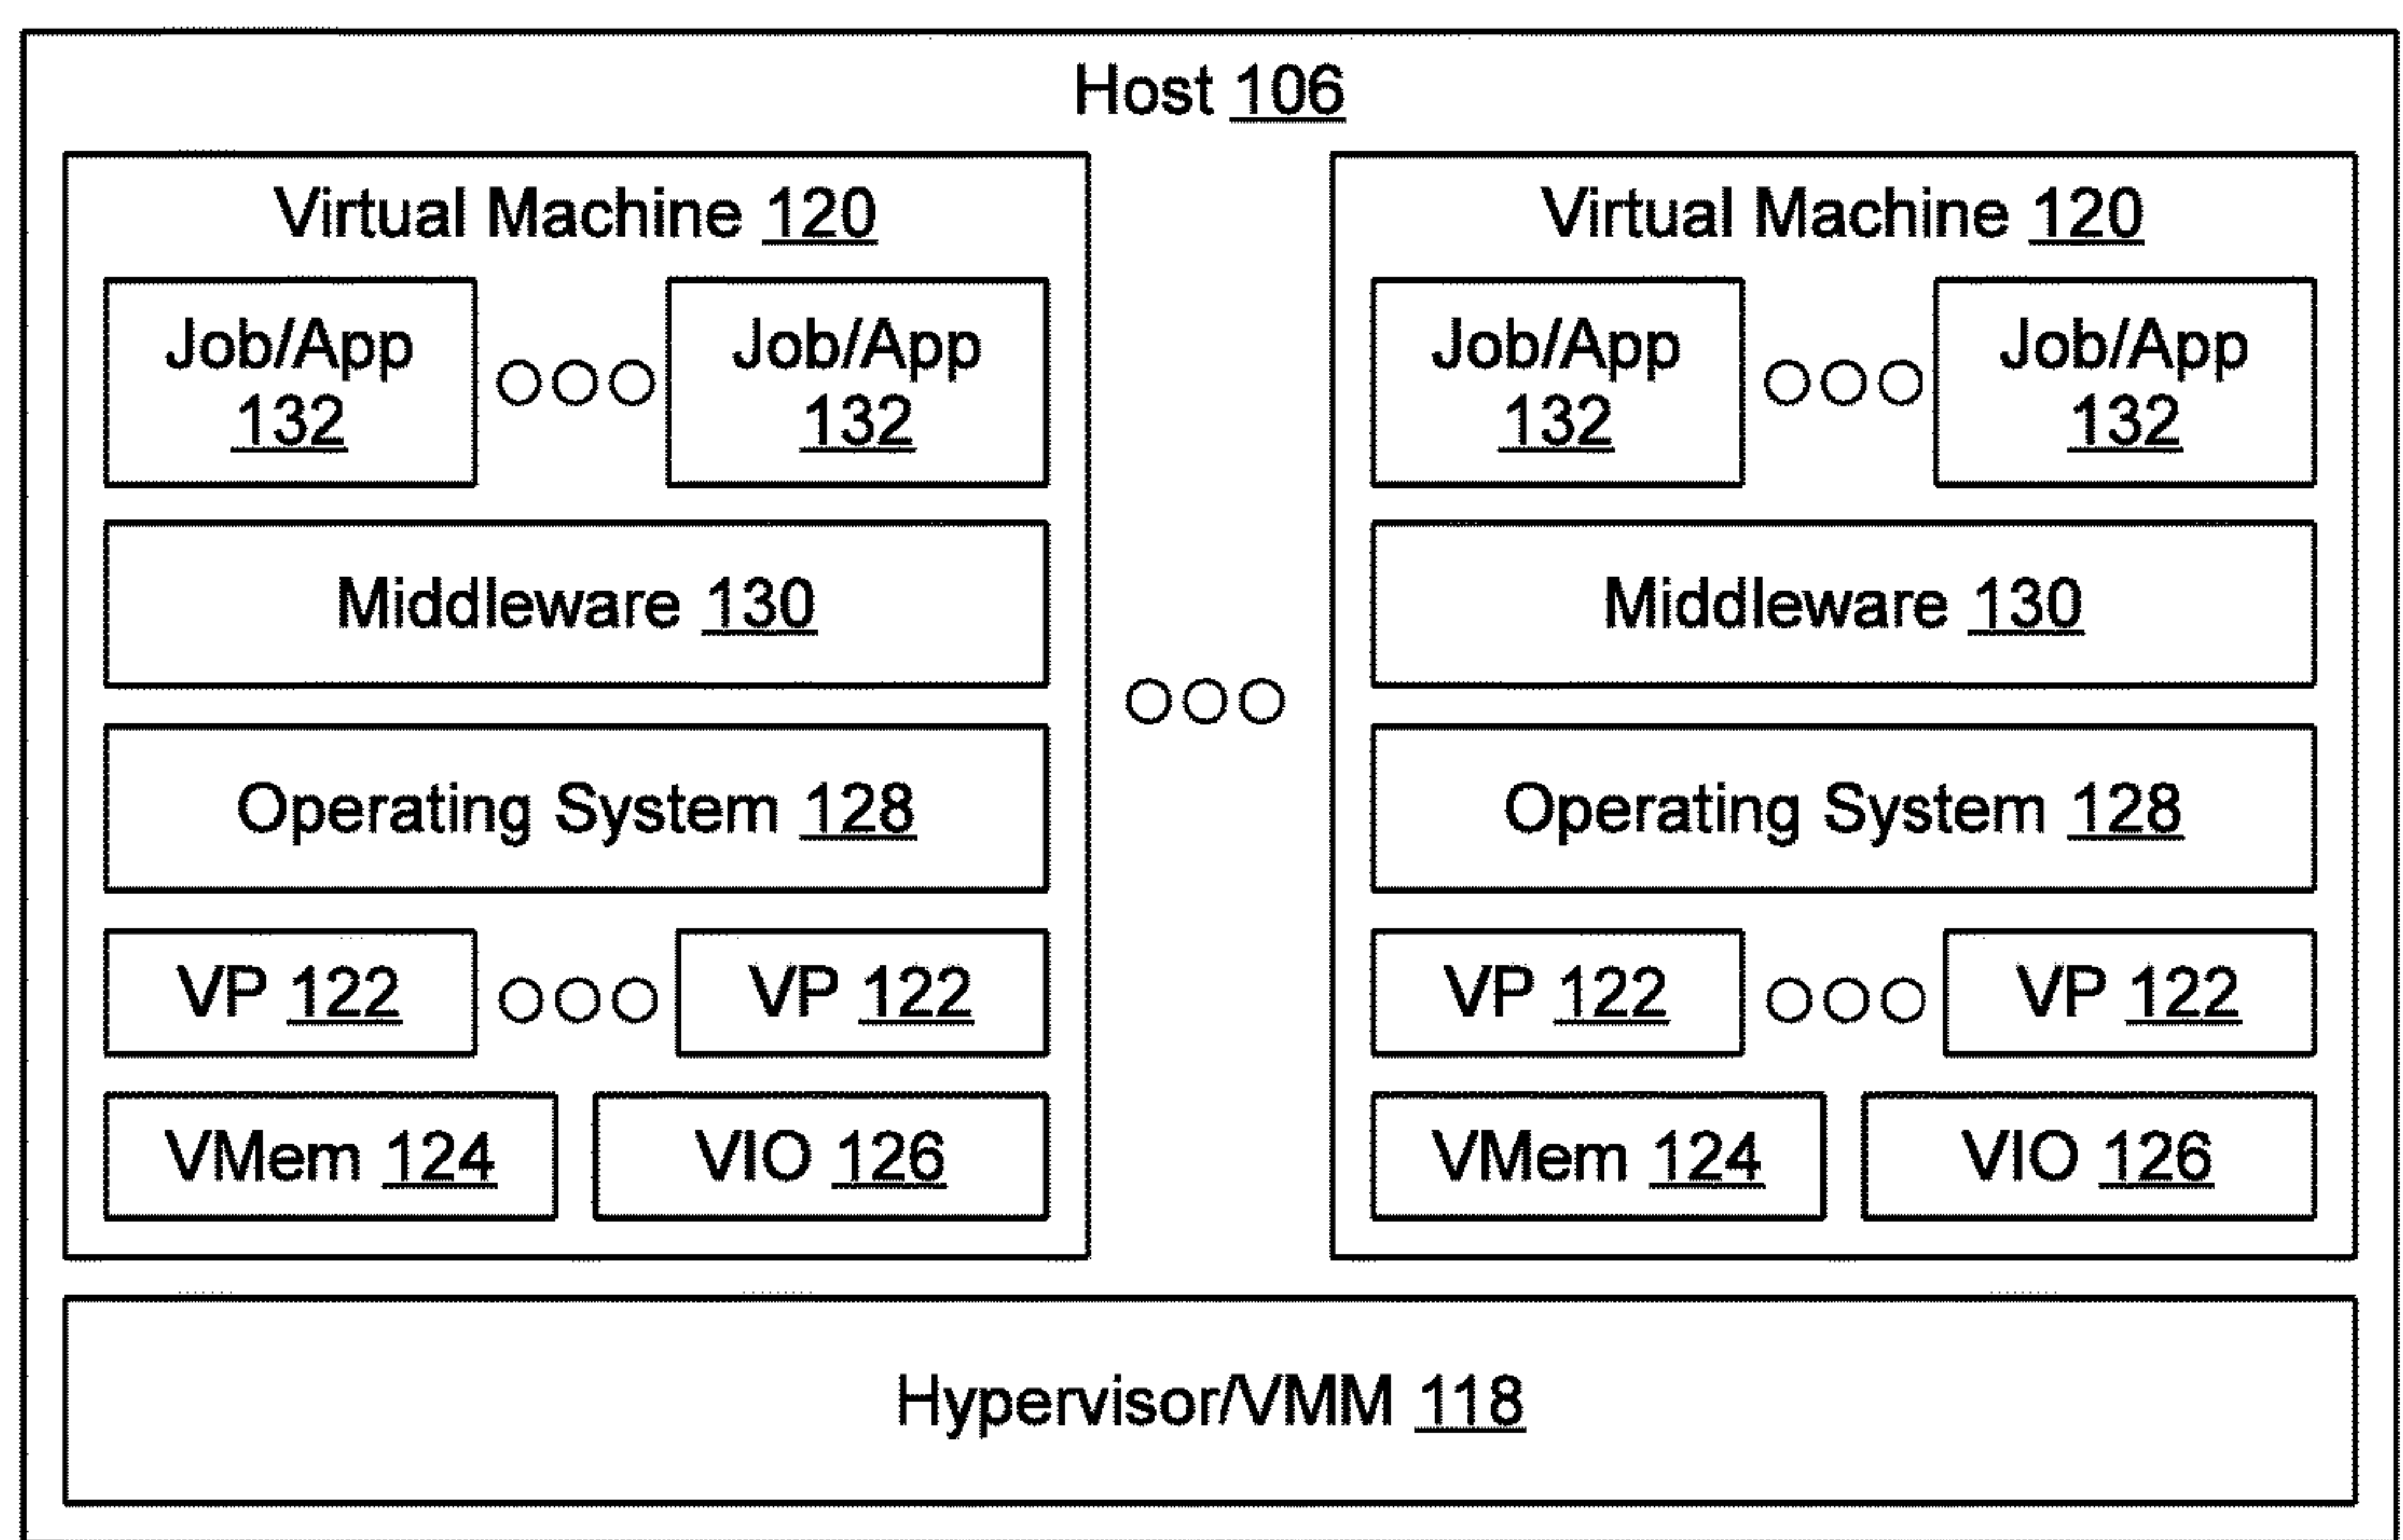 Host 106
Virtual Machine 120
Job/App
132
Job/App
132
Middleware 130
Operating System 128
VP 122
VP 122
VMem 124
VIO 126
Virtual Machine 120
Job/App
132
Job/App
132
Middleware 130
Operating System 128
VP 122
VP 122
VMem 124
VIO 126
Hypervisor/VMM 118